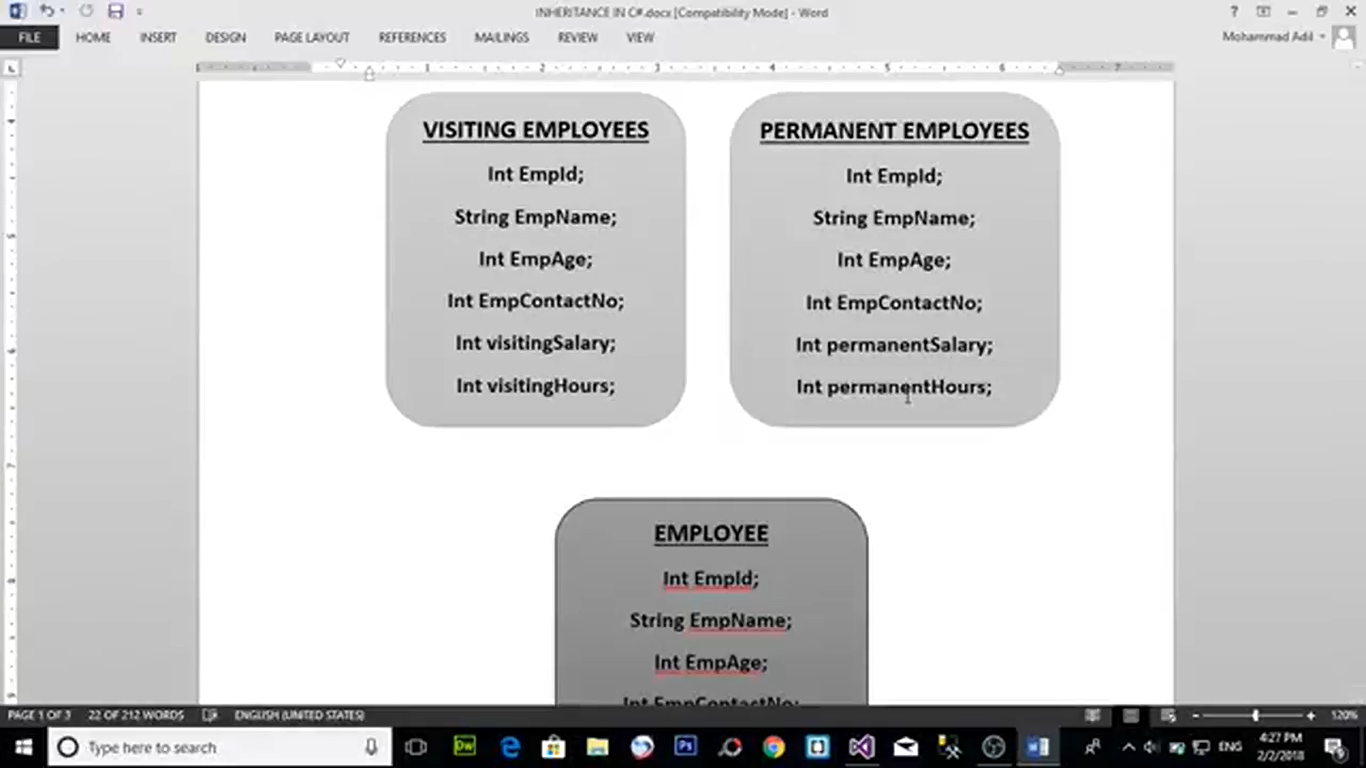 INHERITANCE IN C#.docx [Compatibility Mode] - Word
FILE HOME INSERT DESIGN PAGE LAYOUT REFERENCES MAILINGS REVIEW VIEW
Mohammad Adil
VISITING EMPLOYEES
Int EmpId;
String EmpName;
Int EmpAge;
Int EmpContactNo;
Int visitingSalary;
Int visitingHours;
PERMANENT EMPLOYEES
Int EmpId;
String EmpName;
Int EmpAge;
Int EmpContactNo;
Int permanentSalary;
Int permanentHours;
EMPLOYEE
Int EmpId;
String EmpName;
Int EmpAge;
Int EmpContactNo;
PAGE 1 OF 3 22 OF 212 WORDS ENGLISH (UNITED STATES) 120%
Type here to search
ENG
4:27 PM
2/2/2018